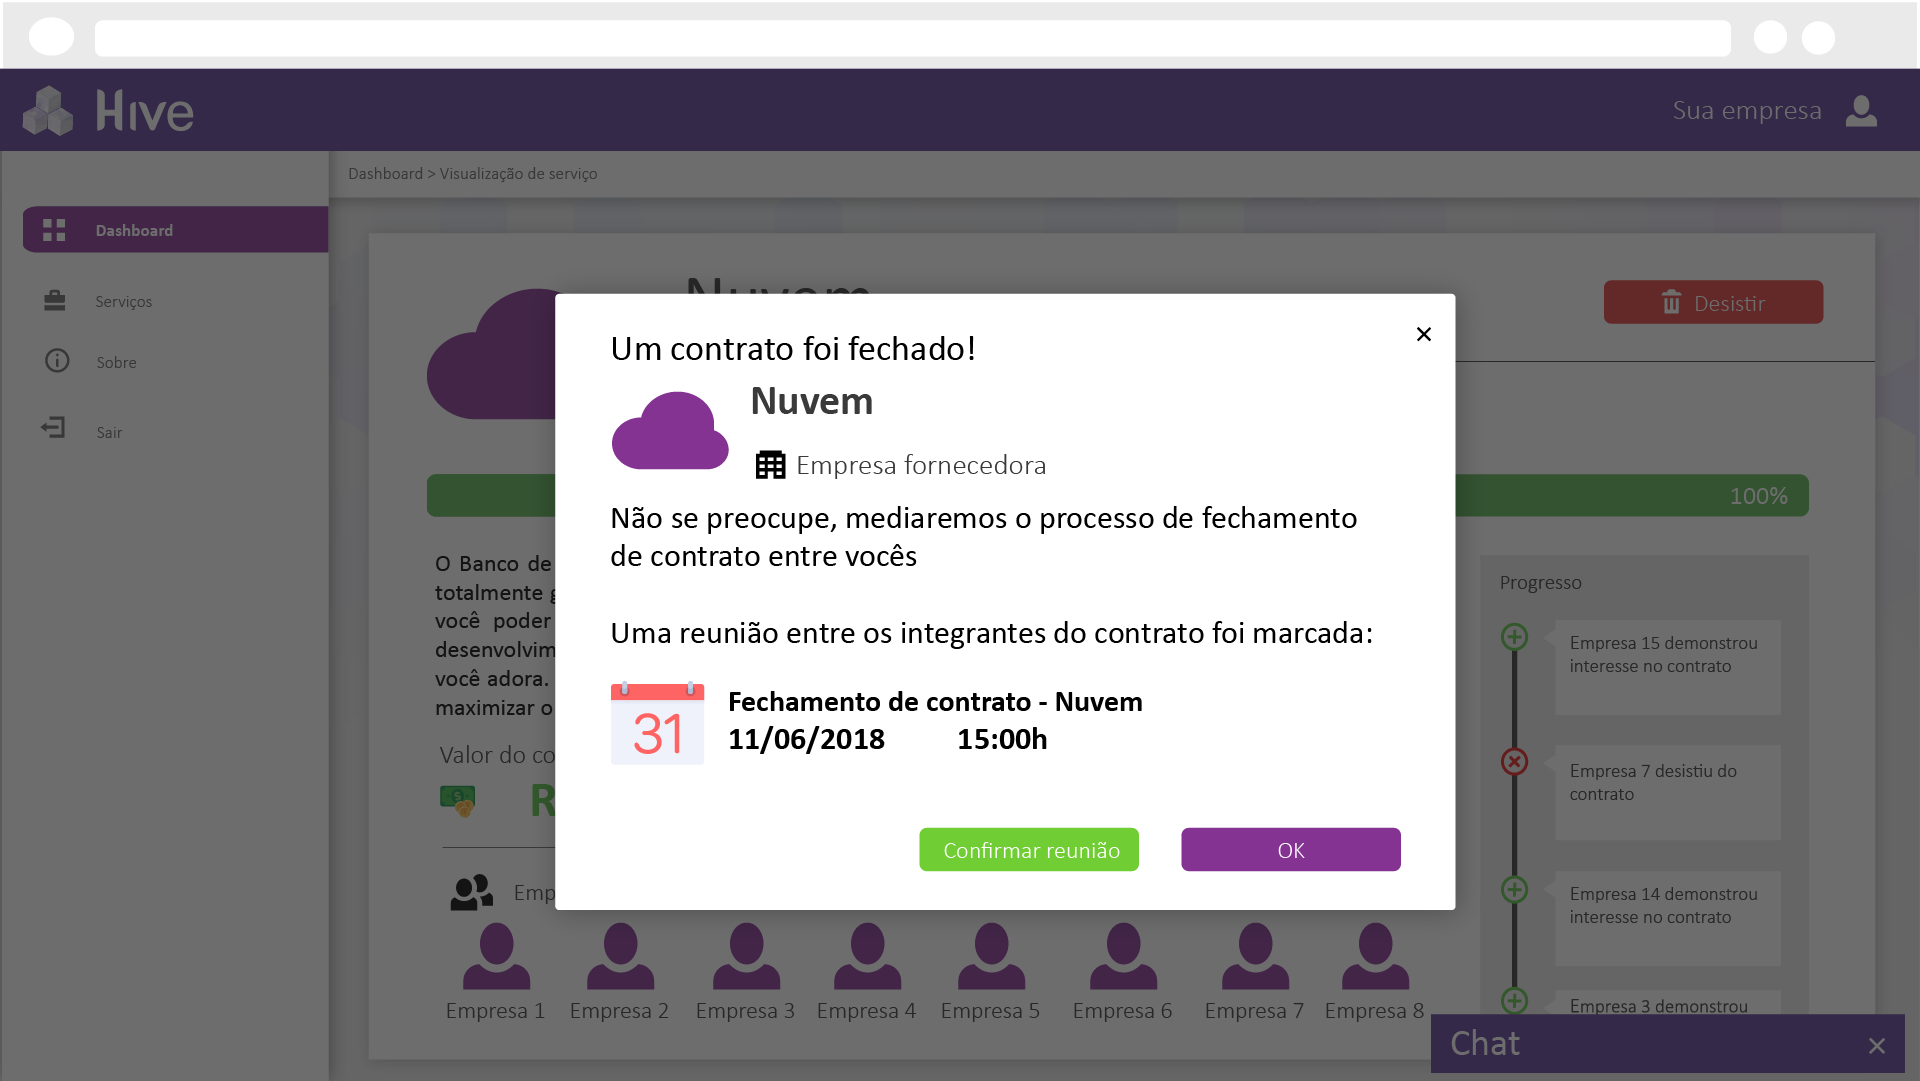 Hive
Sua empresa
Dashboard > Visualização de serviço
Dashboard
Serviços
Sobre
Sair
Nuvem
Desistir
Um contrato foi fechado!
Nuvem
Empresa fornecedora
Não se preocupe, mediaremos o processo de fechamento
de contrato entre vocês
Uma reunião entre os integrantes do contrato foi marcada:
31
Fechamento de contrato - Nuvem
11/06/2018 15:00h
Confirmar reunião
OK
100%
O Banco de
totalmente
você poder
desenvolvim
você adora.
maximizar o
Valor do co
R
Emp
Empresa 1
Empresa 2
Empresa 3
Empresa 4
Empresa 5
Empresa 6
Empresa 7
Empresa 8
Progresso
Empresa 15 demonstrou
interesse no contrato
Empresa 7 desistiu do
contrato
Empresa 14 demonstrou
interesse no contrato
Empresa 3 demonstrou
Chat